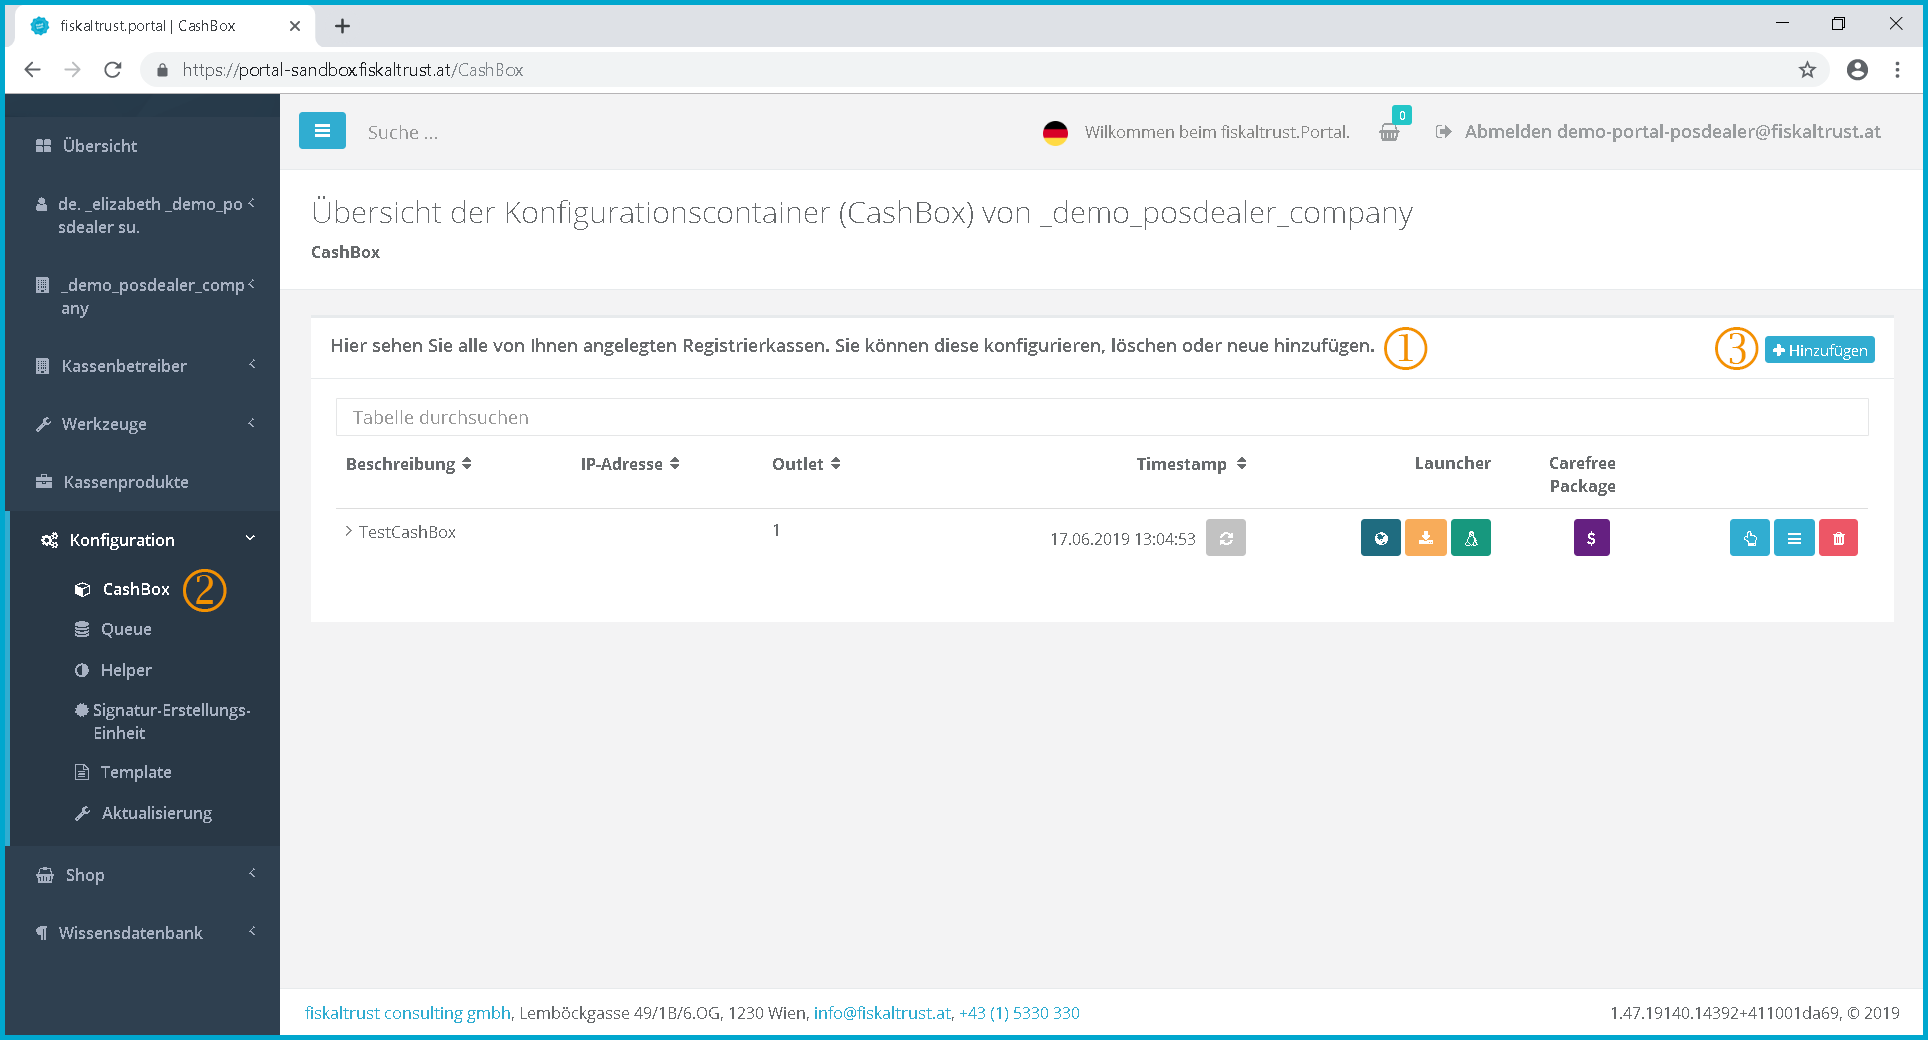 fiskaltrust.portal | CashBox
https://portal-sandbox.fiskaltrust.at/CashBox
Suche ...
Wilkommen beim fiskaltrust.Portal.
0
Abmelden demo-portal-posdealer@fiskaltrust.at
Übersicht
de. _elizabeth _demo_po
sdealer su.
_demo_posdealer_comp
any
Kassenbetreiber
Werkzeuge
Kassenprodukte
Konfiguration
CashBox ②
Queue
Helper
Signatur-Erstellungs-
Einheit
Template
Aktualisierung
Shop
Wissensdatenbank
Übersicht der Konfigurationscontainer (CashBox) von _demo_posdealer_company
CashBox
Hier sehen Sie alle von Ihnen angelegten Registrierkassen. Sie können diese konfigurieren, löschen oder neue hinzufügen. ①
③ Hinzufügen
Tabelle durchsuchen
Beschreibung IP-Adresse Outlet Timestamp Launcher Carefree
Package
TestCashBox 1 17.06.2019 13:04:53 $
fiskaltrust consulting gmbh, Lemböckgasse 49/1B/6.OG, 1230 Wien, info@fiskaltrust.at, +43 (1) 5330 330
1.47.19140.14392+411001da69, © 2019